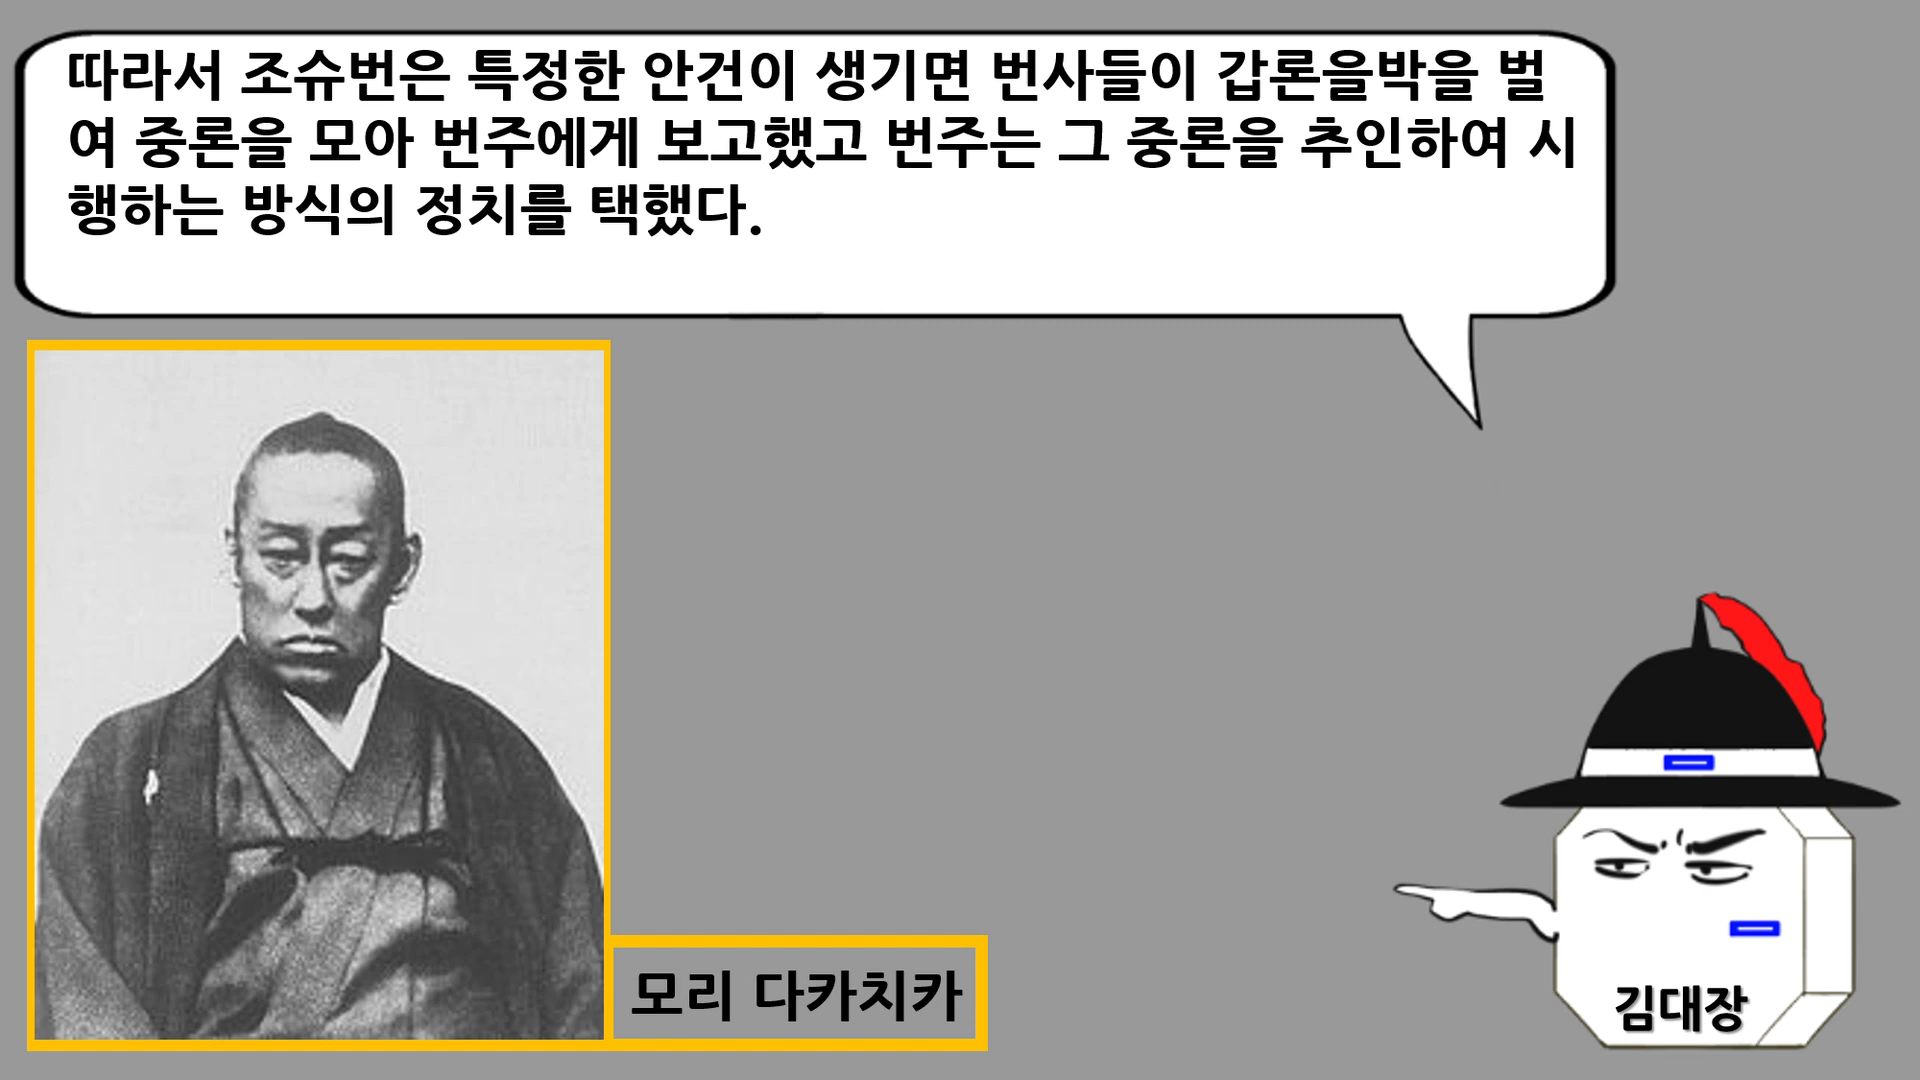 따라서 조슈번은 특정한 안건이 생기면 번사들이 갑론을박을 벌
여 중론을 모아 번주에게 보고했고 번주는 그 중론을 추인하여 시
행하는 방식의 정치를 택했다.
모리 다카치카
김대장